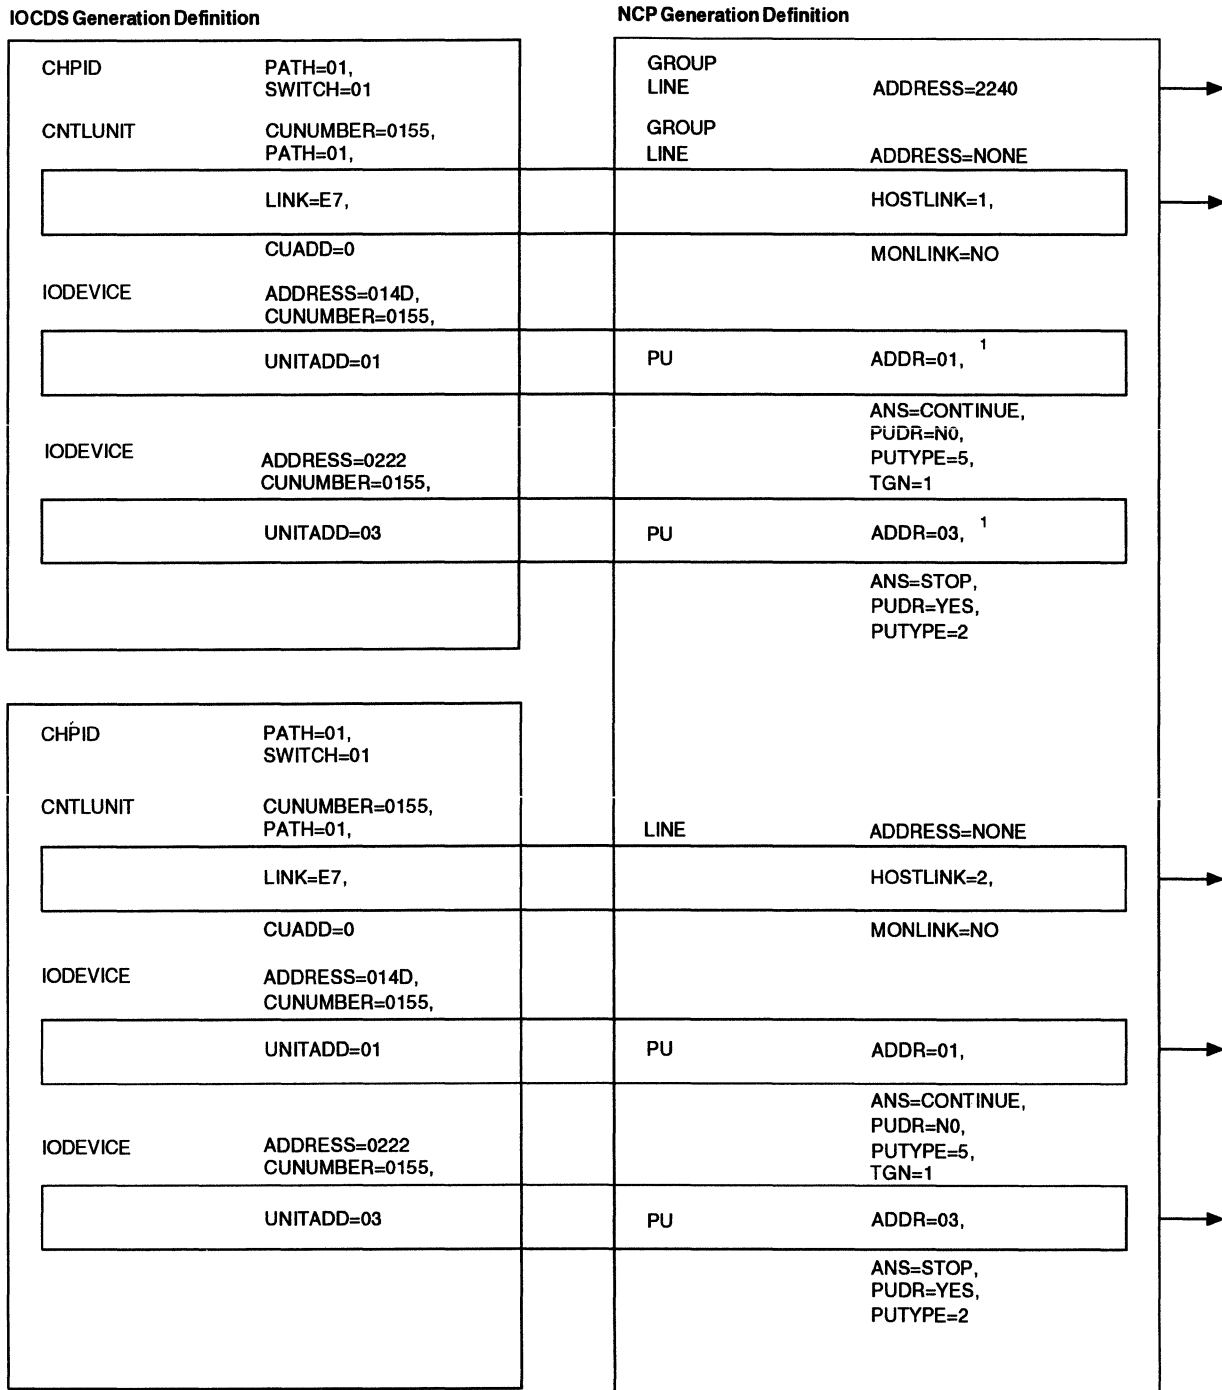 IOCDS Generation Definition
NCP Generation Definition
CHPID PATH=01,
SWITCH=01
CNTLUNIT CUNUMBER=0155,
PATH=01,
LINK=E7,
CUADD=0
IODEVICE ADDRESS=014D,
CUNUMBER=0155,
UNITADD=01
IODEVICE ADDRESS=0222
CUNUMBER=0155,
UNITADD=03
GROUP
LINE ADDRESS=2240
GROUP
LINE ADDRESS=NONE
HOSTLINK=1,
MONLINK=NO
PU ADDR=01, 1
ANS=CONTINUE,
PUDR=N0,
PUTYPE=5,
TGN=1
PU ADDR=03, 1
ANS=STOP,
PUDR=YES,
PUTYPE=2
CHPID PATH=01,
SWITCH=01
CNTLUNIT CUNUMBER=0155,
PATH=01,
LINK=E7,
CUADD=0
IODEVICE ADDRESS=014D,
CUNUMBER=0155,
UNITADD=01
IODEVICE ADDRESS=0222
CUNUMBER=0155,
UNITADD=03
LINE ADDRESS=NONE
HOSTLINK=2,
MONLINK=NO
PU ADDR=01,
ANS=CONTINUE,
PUDR=N0,
PUTYPE=5,
TGN=1
PU ADDR=03,
ANS=STOP,
PUDR=YES,
PUTYPE=2